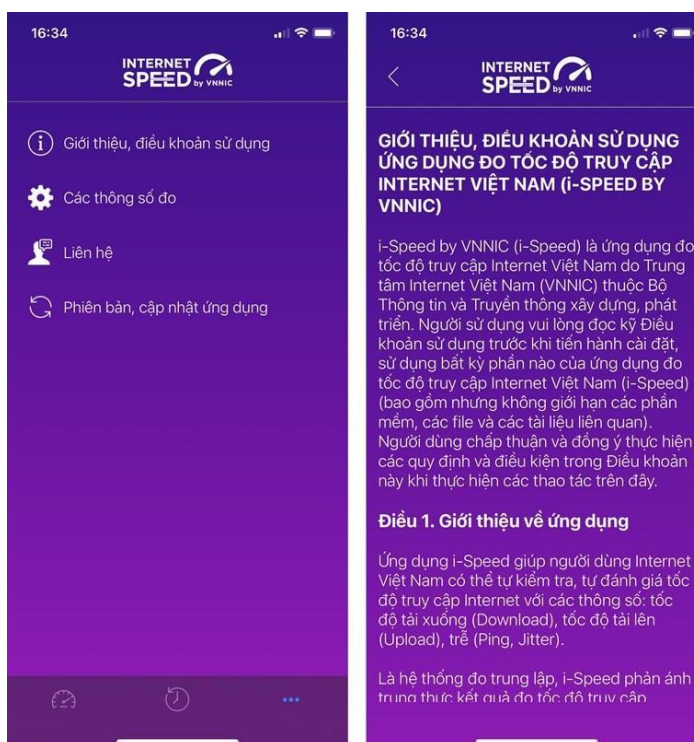 16:34
INTERNET
SPEED by VNNIC
Giới thiệu, điều khoản sử dụng
Các thông số đo
Liên hệ
Phiên bản, cập nhật ứng dụng
16:34
INTERNET
SPEED by VNNIC
GIỚI THIỆU, ĐIỀU KHOẢN SỬ DỤNG
ỨNG DỤNG ĐO TỐC ĐỘ TRUY CẬP
INTERNET VIỆT NAM (i-SPEED BY
VNNIC)
i-Speed by VNNIC (i-Speed) là ứng dụng đo
tốc độ truy cập Internet Việt Nam do Trung
tâm Internet Việt Nam (VNNIC) thuộc Bộ
Thông tin và Truyền thông xây dựng, phát
triển. Người sử dụng vui lòng đọc kỹ Điều
khoản sử dụng trước khi tiến hành cài đặt,
sử dụng bất kỳ phần nào của ứng dụng đo
tốc độ truy cập Internet Việt Nam (i-Speed)
(bao gồm nhưng không giới hạn các phần
mềm, các file và các tài liệu liên quan).
Người dùng chấp thuận và đồng ý thực hiện
các quy định và điều kiện trong Điều khoản
này khi thực hiện các thao tác trên đây.
Điều 1. Giới thiệu về ứng dụng
Ứng dụng i-Speed giúp người dùng Internet
Việt Nam có thể tự kiểm tra, tự đánh giá tốc
độ truy cập Internet với các thông số: tốc
độ tải xuống (Download), tốc độ tải lên
(Upload), trễ (Ping, Jitter).
Là hệ thống đo trung lập, i-Speed phản ánh
trung thực kết quả đo tốc độ truy cập